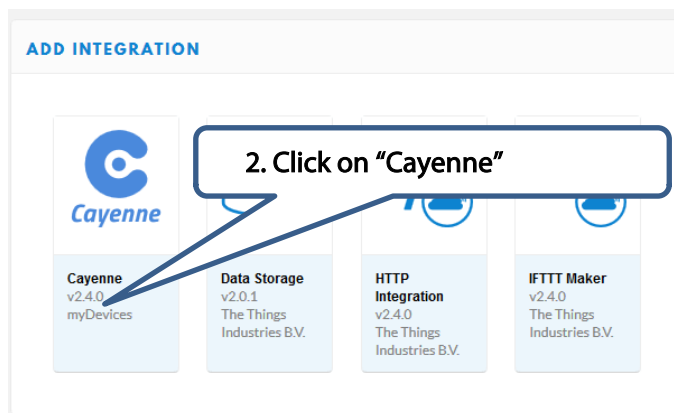 ADD INTEGRATION
2. Click on “Cayenne”
Cayenne
Cayenne
v2.4.0
myDevices
Data Storage
v2.0.1
The Things
Industries B.V.
HTTP
Integration
v2.4.0
The Things
Industries B.V.
IFTTT Maker
v2.4.0
The Things
Industries B.V.